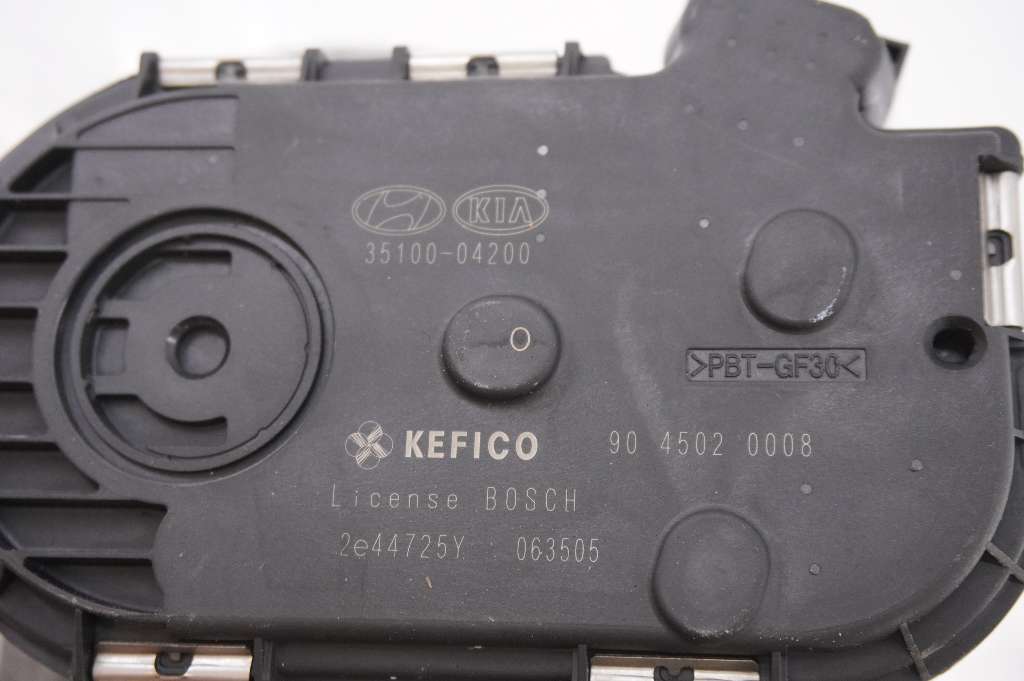 KIA
35100-04200
O
>PBT-GF30<
KEFICO 90 4502 0008
License BOSCH
2e44725Y 063505